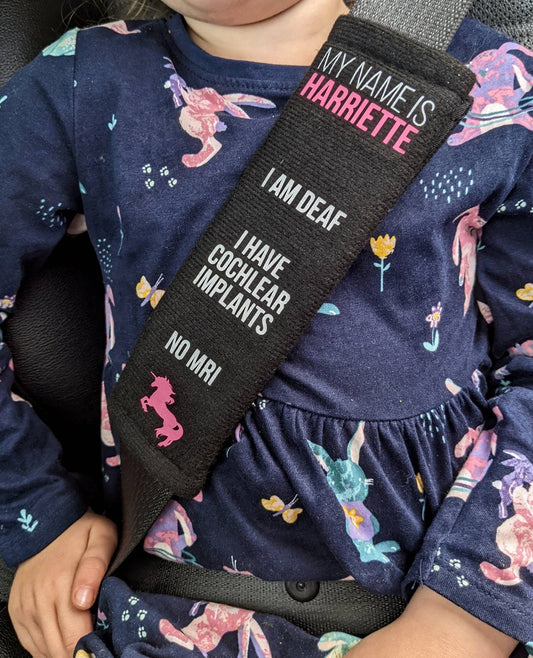 MY NAME IS
HARRIETTE
I AM DEAF
I HAVE
COCHLEAR
IMPLANTS
NO MRI